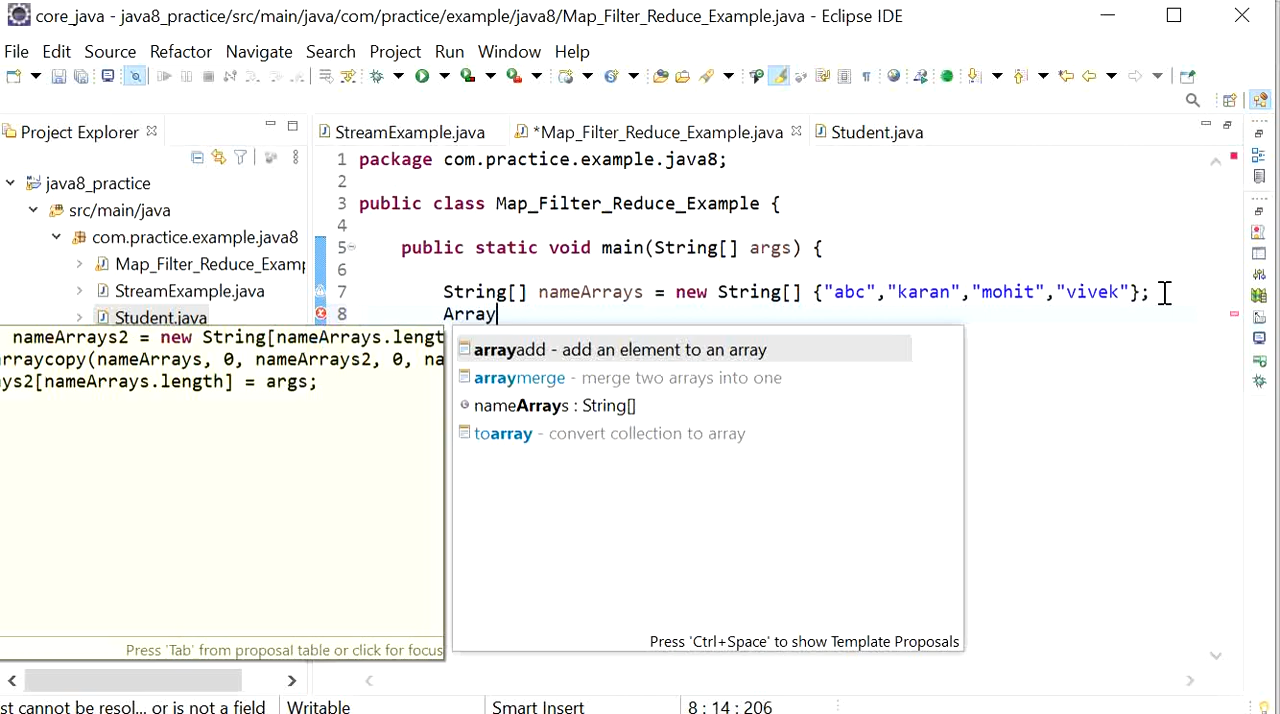 core_java - java8_practice/src/main/java/com/practice/example/java8/Map_Filter_Reduce_Example.java - Eclipse IDE
File Edit Source Refactor Navigate Search Project Run Window Help
Project Explorer
StreamExample.java *Map_Filter_Reduce_Example.java Student.java
java8_practice
src/main/java
com.practice.example.java8
Map_Filter_Reduce_Examp
StreamExample.java
Student.java
1 package com.practice.example.java8;
2
3 public class Map_Filter_Reduce_Example {
4
5 public static void main(String[] args) {
6
7 String[] nameArrays = new String[] {"abc","karan","mohit","vivek"};
8 Array
nameArrays2 = new String[nameArrays.lengt
rraycopy(nameArrays, 0, nameArrays2, 0, na
ys2[nameArrays.length] = args;
Press 'Tab' from proposal table or click for focus
arrayadd - add an element to an array
arraymerge - merge two arrays into one
nameArrays : String[]
toarray - convert collection to array
Press 'Ctrl+Space' to show Template Proposals
st cannot be resol... or is not a field Writable Smart Insert 8 : 14 : 206